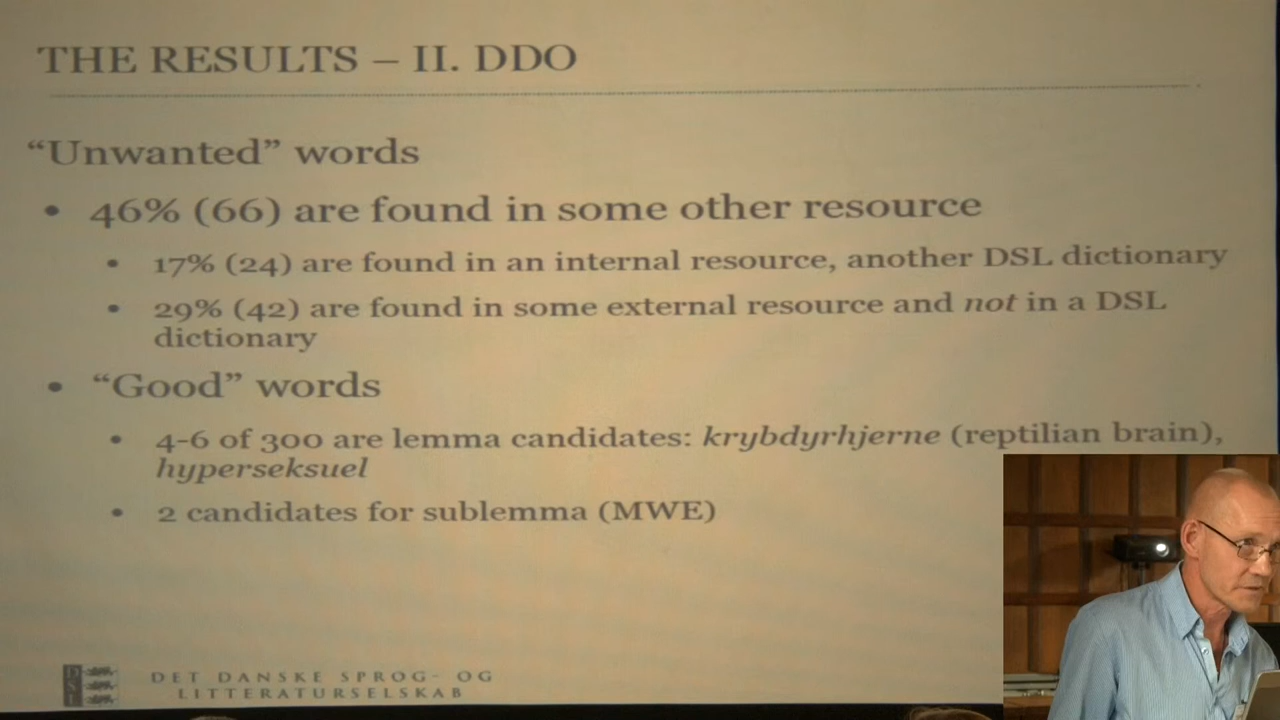 THE RESULTS – II. DDO
“Unwanted” words
• 46% (66) are found in some other resource
• 17% (24) are found in an internal resource, another DSL dictionary
• 29% (42) are found in some external resource and not in a DSL
dictionary
• “Good” words
• 4-6 of 300 are lemma candidates: krybdyrhjerne (reptilian brain),
hyperseksuel
• 2 candidates for sublemma (MWE)
DSL
DET DANSKE SPROG- OG
LITTERATURSELSKAB